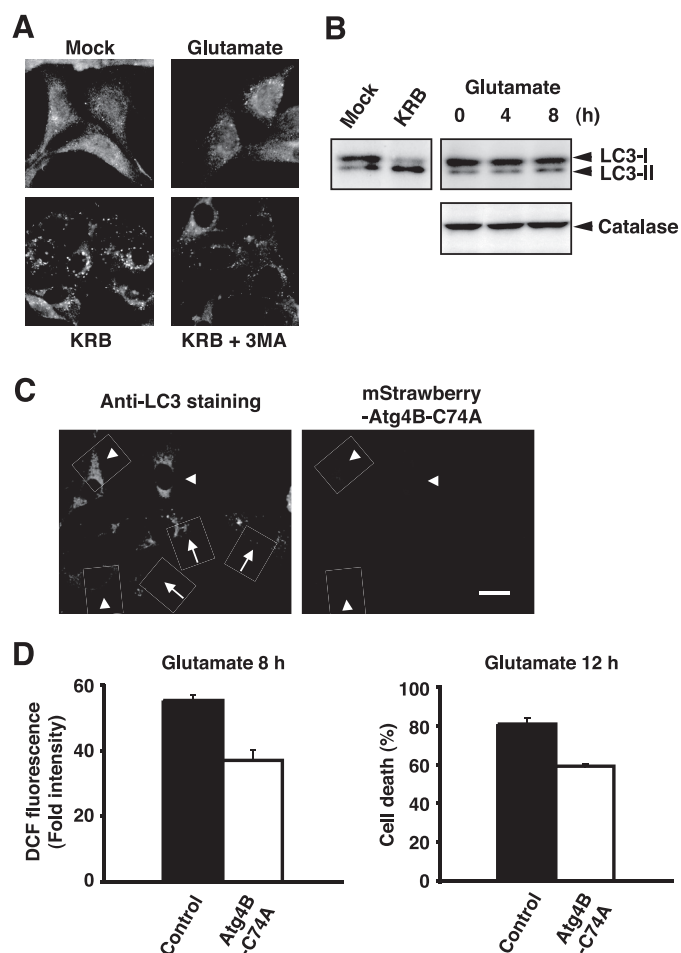 A
Mock
Glutamate
KRB
KRB + 3MA
B
Mock
KRB
Glutamate
0 4 8 (h)
LC3-I
LC3-II
Catalase
C
Anti-LC3 staining
mStrawberry
-Atg4B-C74A
D
Glutamate 8 h
DCF fluorescence
(Fold intensity)
60
40
20
0
Control
Atg4B
-C74A
Glutamate 12 h
Cell death (%)
100
80
60
40
20
0
Control
Atg4B
-C74A